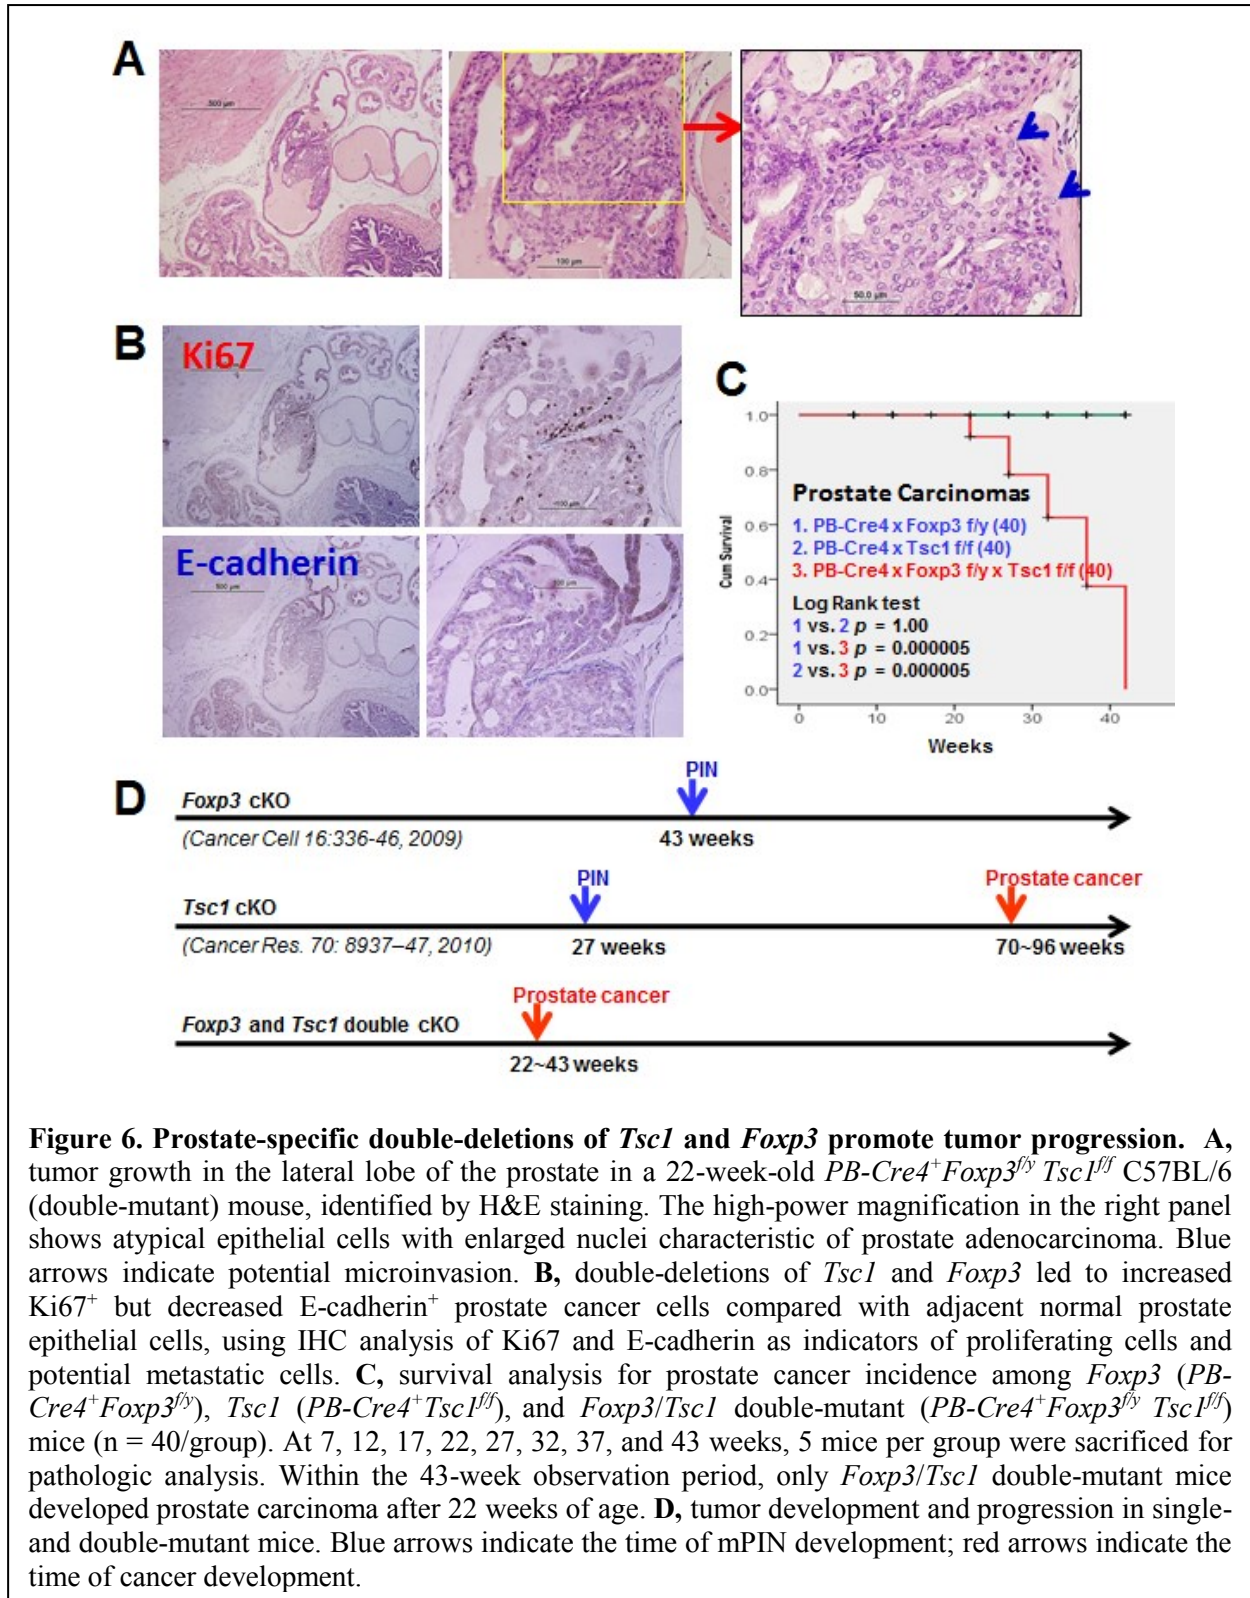 A
500 µm
100 µm
50.0 µm
B
Ki67
100 µm
E-cadherin
500 µm
100 µm
C
1.0
0.8
0.6
0.4
0.2
0.0
Cum Survival
Prostate Carcinomas
1. PB-Cre4 x Foxp3 f/y (40)
2. PB-Cre4 x Tsc1 f/f (40)
3. PB-Cre4 x Foxp3 f/y x Tsc1 f/f (40)
Log Rank test
1 vs. 2 p = 1.00
1 vs. 3 p = 0.000005
2 vs. 3 p = 0.000005
0 10 20 30 40
Weeks
D
PIN
Foxp3 cKO
(Cancer Cell 16:336-46, 2009)
43 weeks
PIN
Prostate cancer
Tsc1 cKO
(Cancer Res. 70: 8937–47, 2010)
27 weeks
70~96 weeks
Prostate cancer
Foxp3 and Tsc1 double cKO
22~43 weeks
Figure 6. Prostate-specific double-deletions of Tsc1 and Foxp3 promote tumor progression. A,
tumor growth in the lateral lobe of the prostate in a 22-week-old PB-Cre4+Foxp3f/y Tsc1f/f C57BL/6
(double-mutant) mouse, identified by H&E staining. The high-power magnification in the right panel
shows atypical epithelial cells with enlarged nuclei characteristic of prostate adenocarcinoma. Blue
arrows indicate potential microinvasion. B, double-deletions of Tsc1 and Foxp3 led to increased
Ki67+ but decreased E-cadherin+ prostate cancer cells compared with adjacent normal prostate
epithelial cells, using IHC analysis of Ki67 and E-cadherin as indicators of proliferating cells and
potential metastatic cells. C, survival analysis for prostate cancer incidence among Foxp3 (PB-
Cre4+Foxp3f/y), Tsc1 (PB-Cre4+Tsc1f/f), and Foxp3/Tsc1 double-mutant (PB-Cre4+Foxp3f/y Tsc1f/f)
mice (n = 40/group). At 7, 12, 17, 22, 27, 32, 37, and 43 weeks, 5 mice per group were sacrificed for
pathologic analysis. Within the 43-week observation period, only Foxp3/Tsc1 double-mutant mice
developed prostate carcinoma after 22 weeks of age. D, tumor development and progression in single-
and double-mutant mice. Blue arrows indicate the time of mPIN development; red arrows indicate the
time of cancer development.